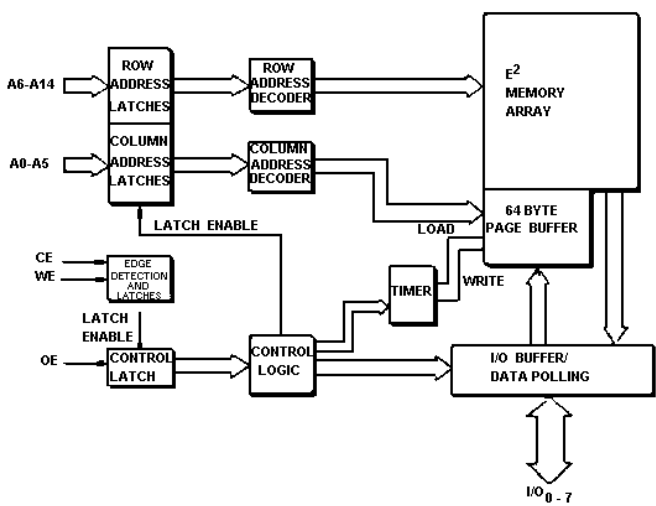 A6-A14
ROW
ADDRESS
LATCHES
ROW
ADDRESS
DECODER
E2
MEMORY
ARRAY
A0-A5
COLUMN
ADDRESS
LATCHES
COLUMN
ADDRESS
DECODER
64 BYTE
PAGE BUFFER
LATCH ENABLE
LOAD
CE
WE
EDGE
DETECTION
AND
LATCHES
TIMER
WRITE
LATCH
ENABLE
OE
CONTROL
LATCH
CONTROL
LOGIC
I/O BUFFER/
DATA POLLING
I/O0 - 7